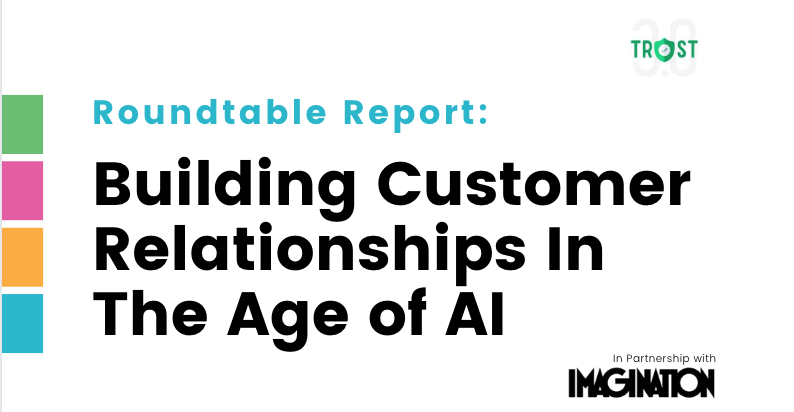 TRUST
3.0
Roundtable Report:
Building Customer
Relationships In
The Age of AI
In Partnership with
IMAGINATION